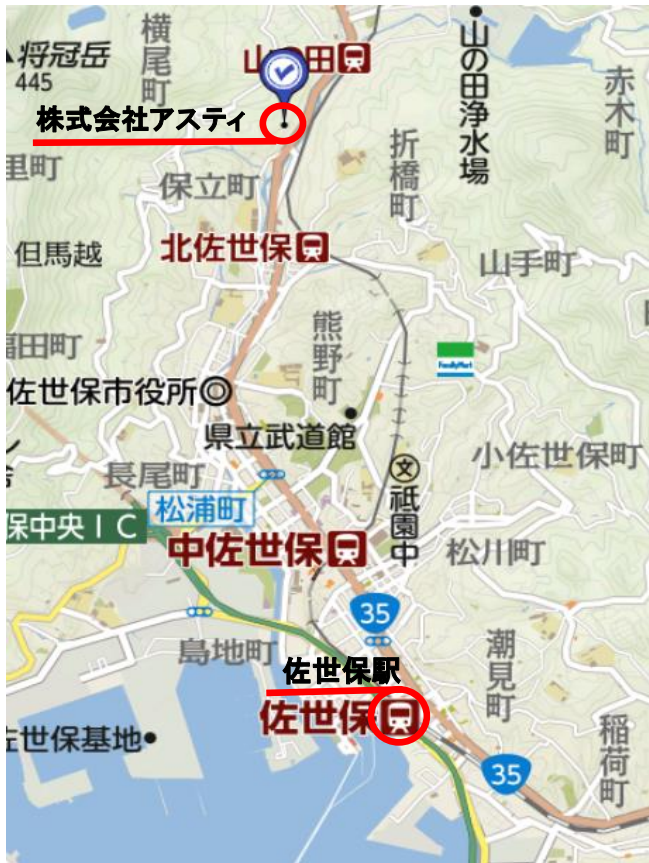 将冠岳
445
横尾町
山の田
山の田浄水場
赤木町
株式会社アスティ
折橋町
里町
保立町
但馬越
北佐世保
山手町
熊野町
福田町
FamilyMart
佐世保市役所
県立武道館
小佐世保町
長尾町
文
祇園中
松浦町
保中央IC
中佐世保
松川町
35
島地町
潮見町
佐世保駅
佐世保
佐世保基地
稲荷町
35